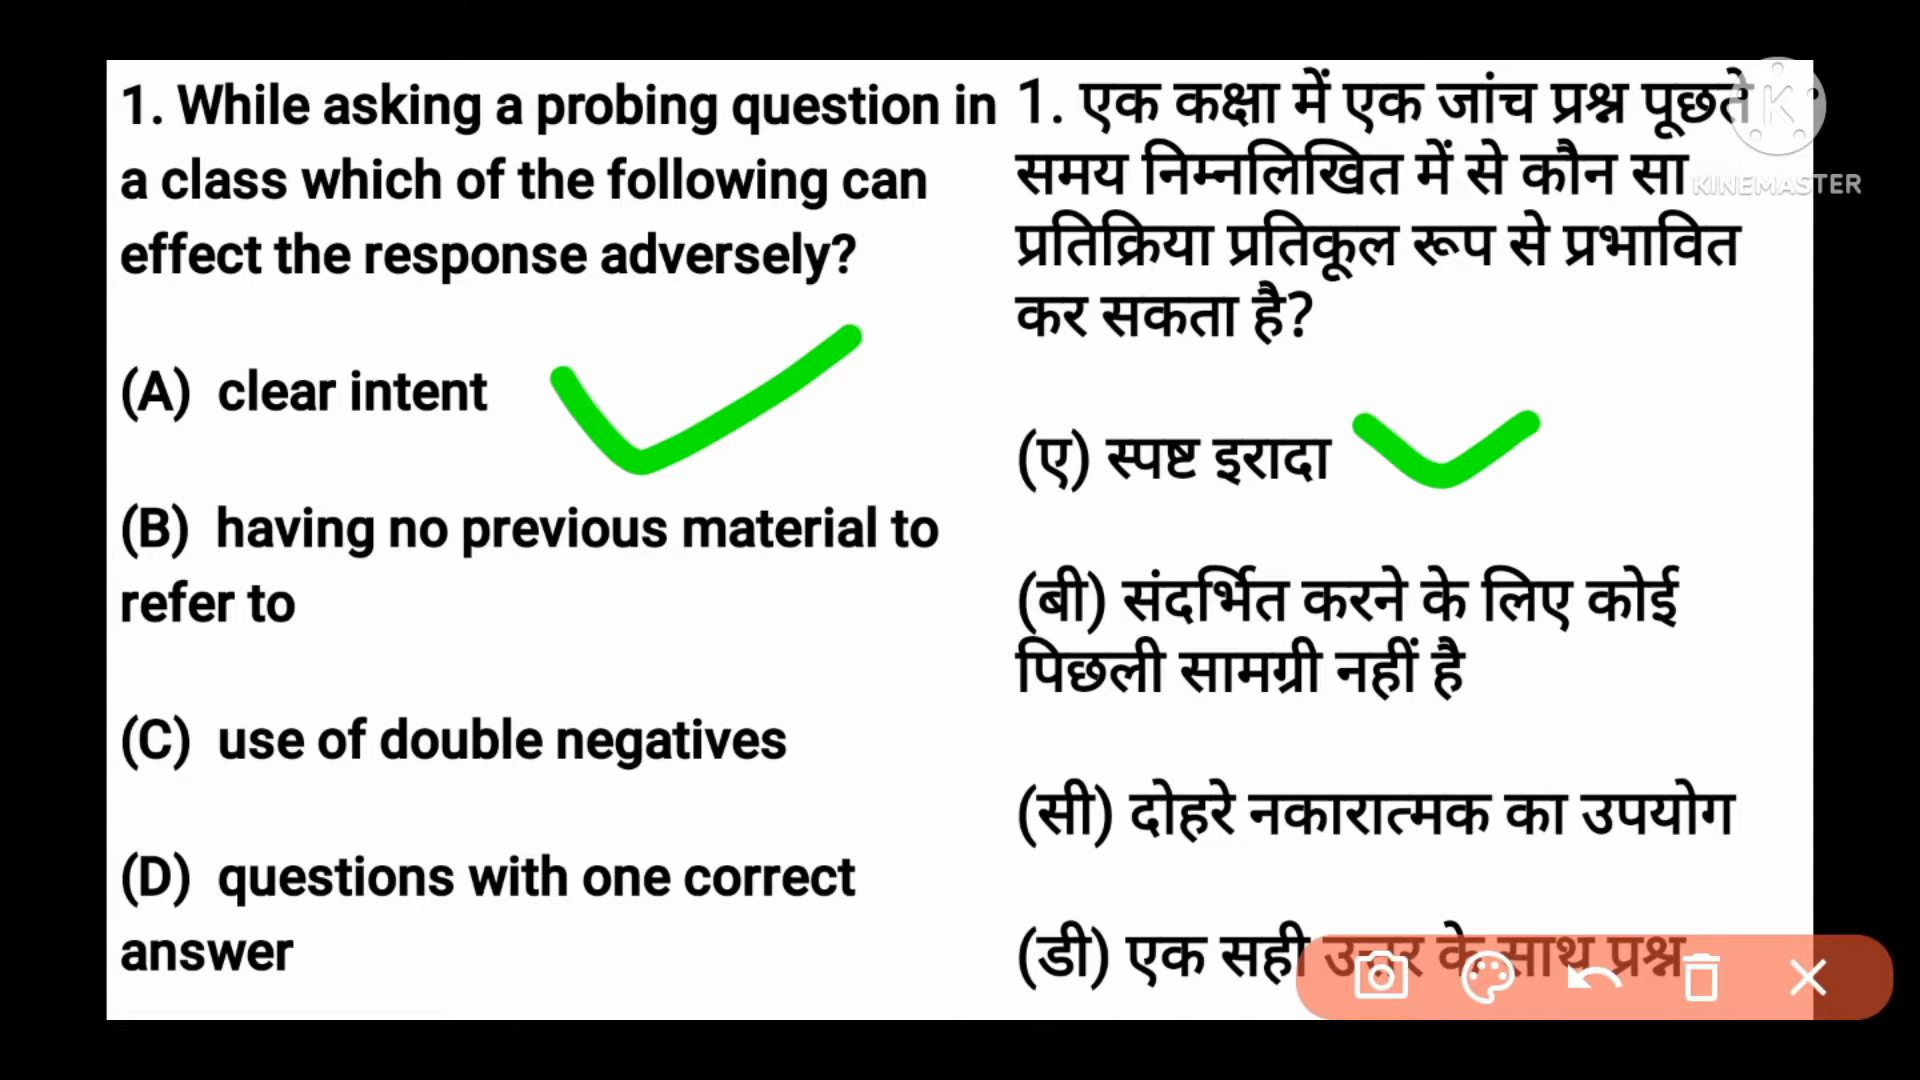 1. While asking a probing question in
a class which of the following can
effect the response adversely?
(A) clear intent
(B) having no previous material to
refer to
(C) use of double negatives
(D) questions with one correct
answer
1. एक कक्षा में एक जांच प्रश्न पूछते
समय निम्नलिखित में से कौन सा
प्रतिक्रिया प्रतिकूल रूप से प्रभावित
कर सकता है?
(ए) स्पष्ट इरादा
(बी) संदर्भित करने के लिए कोई
पिछली सामग्री नहीं है
(सी) दोहरे नकारात्मक का उपयोग
(डी) एक सही उत्तर के साथ प्रश्न
K
KINEMASTER